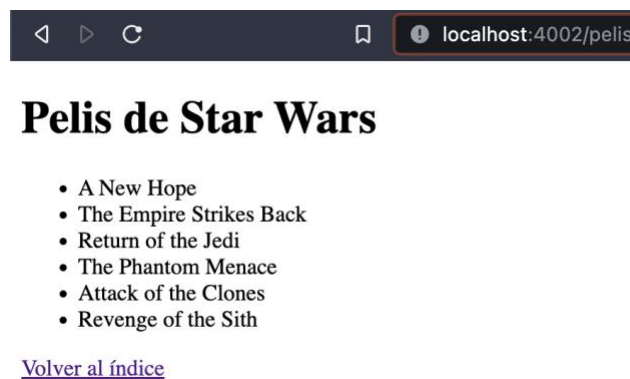 localhost:4002/pelis
Pelis de Star Wars
A New Hope
The Empire Strikes Back
Return of the Jedi
The Phantom Menace
Attack of the Clones
Revenge of the Sith
Volver al índice